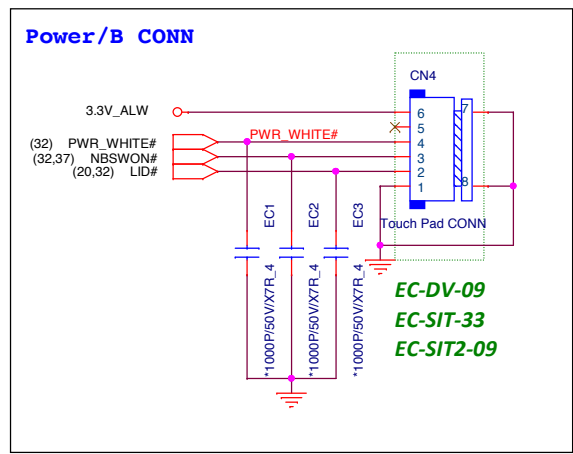 Power/B CONN
CN4
3.3V_ALW
6
7
5
(32) PWR_WHITE#
PWR_WHITE#
4
(32,37) NBSWON#
3
(20,32) LID#
2
8
1
Touch Pad CONN
EC1
EC2
EC3
*1000P/50V/X7R_4
*1000P/50V/X7R_4
*1000P/50V/X7R_4
EC-DV-09
EC-SIT-33
EC-SIT2-09